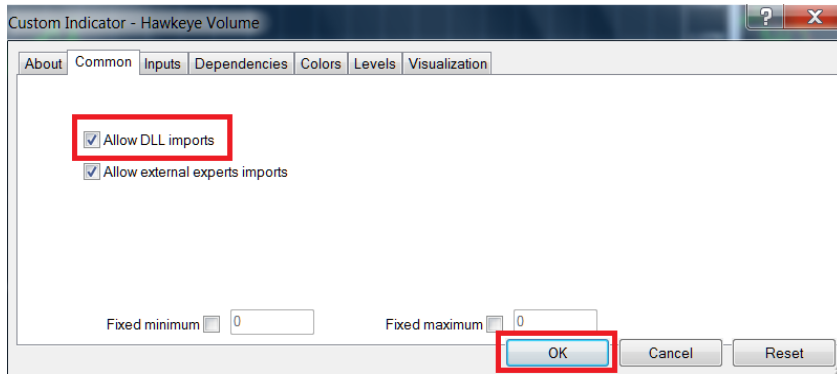 Custom Indicator - Hawkeye Volume
? X
About Common Inputs Dependencies Colors Levels Visualization
Allow DLL imports
Allow external experts imports
Fixed minimum 0 Fixed maximum 0
OK Cancel Reset